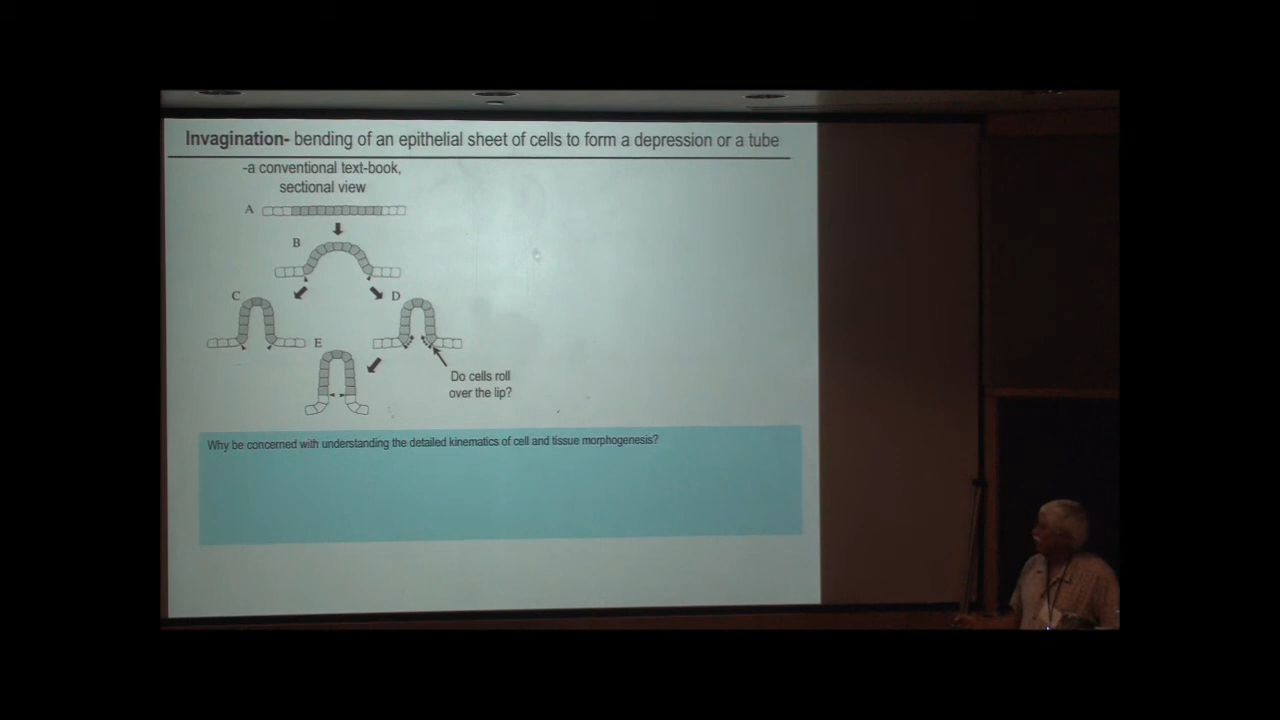 Invagination- bending of an epithelial sheet of cells to form a depression or a tube
-a conventional text-book,
sectional view
A
B
C
D
E
Do cells roll
over the lip?
Why be concerned with understanding the detailed kinematics of cell and tissue morphogenesis?